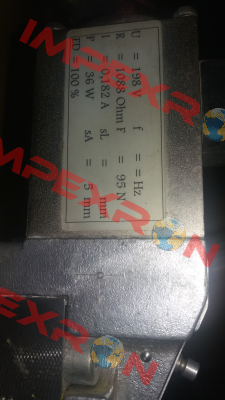 U = 198 V f = = Hz
R = 1088 Ohm F = 95 N
I = 0,182 A sL = mm
P = 36 W sA = 5 mm
ED = 100 %
IMPEXRON
IMPEXRON
IMPEXRON